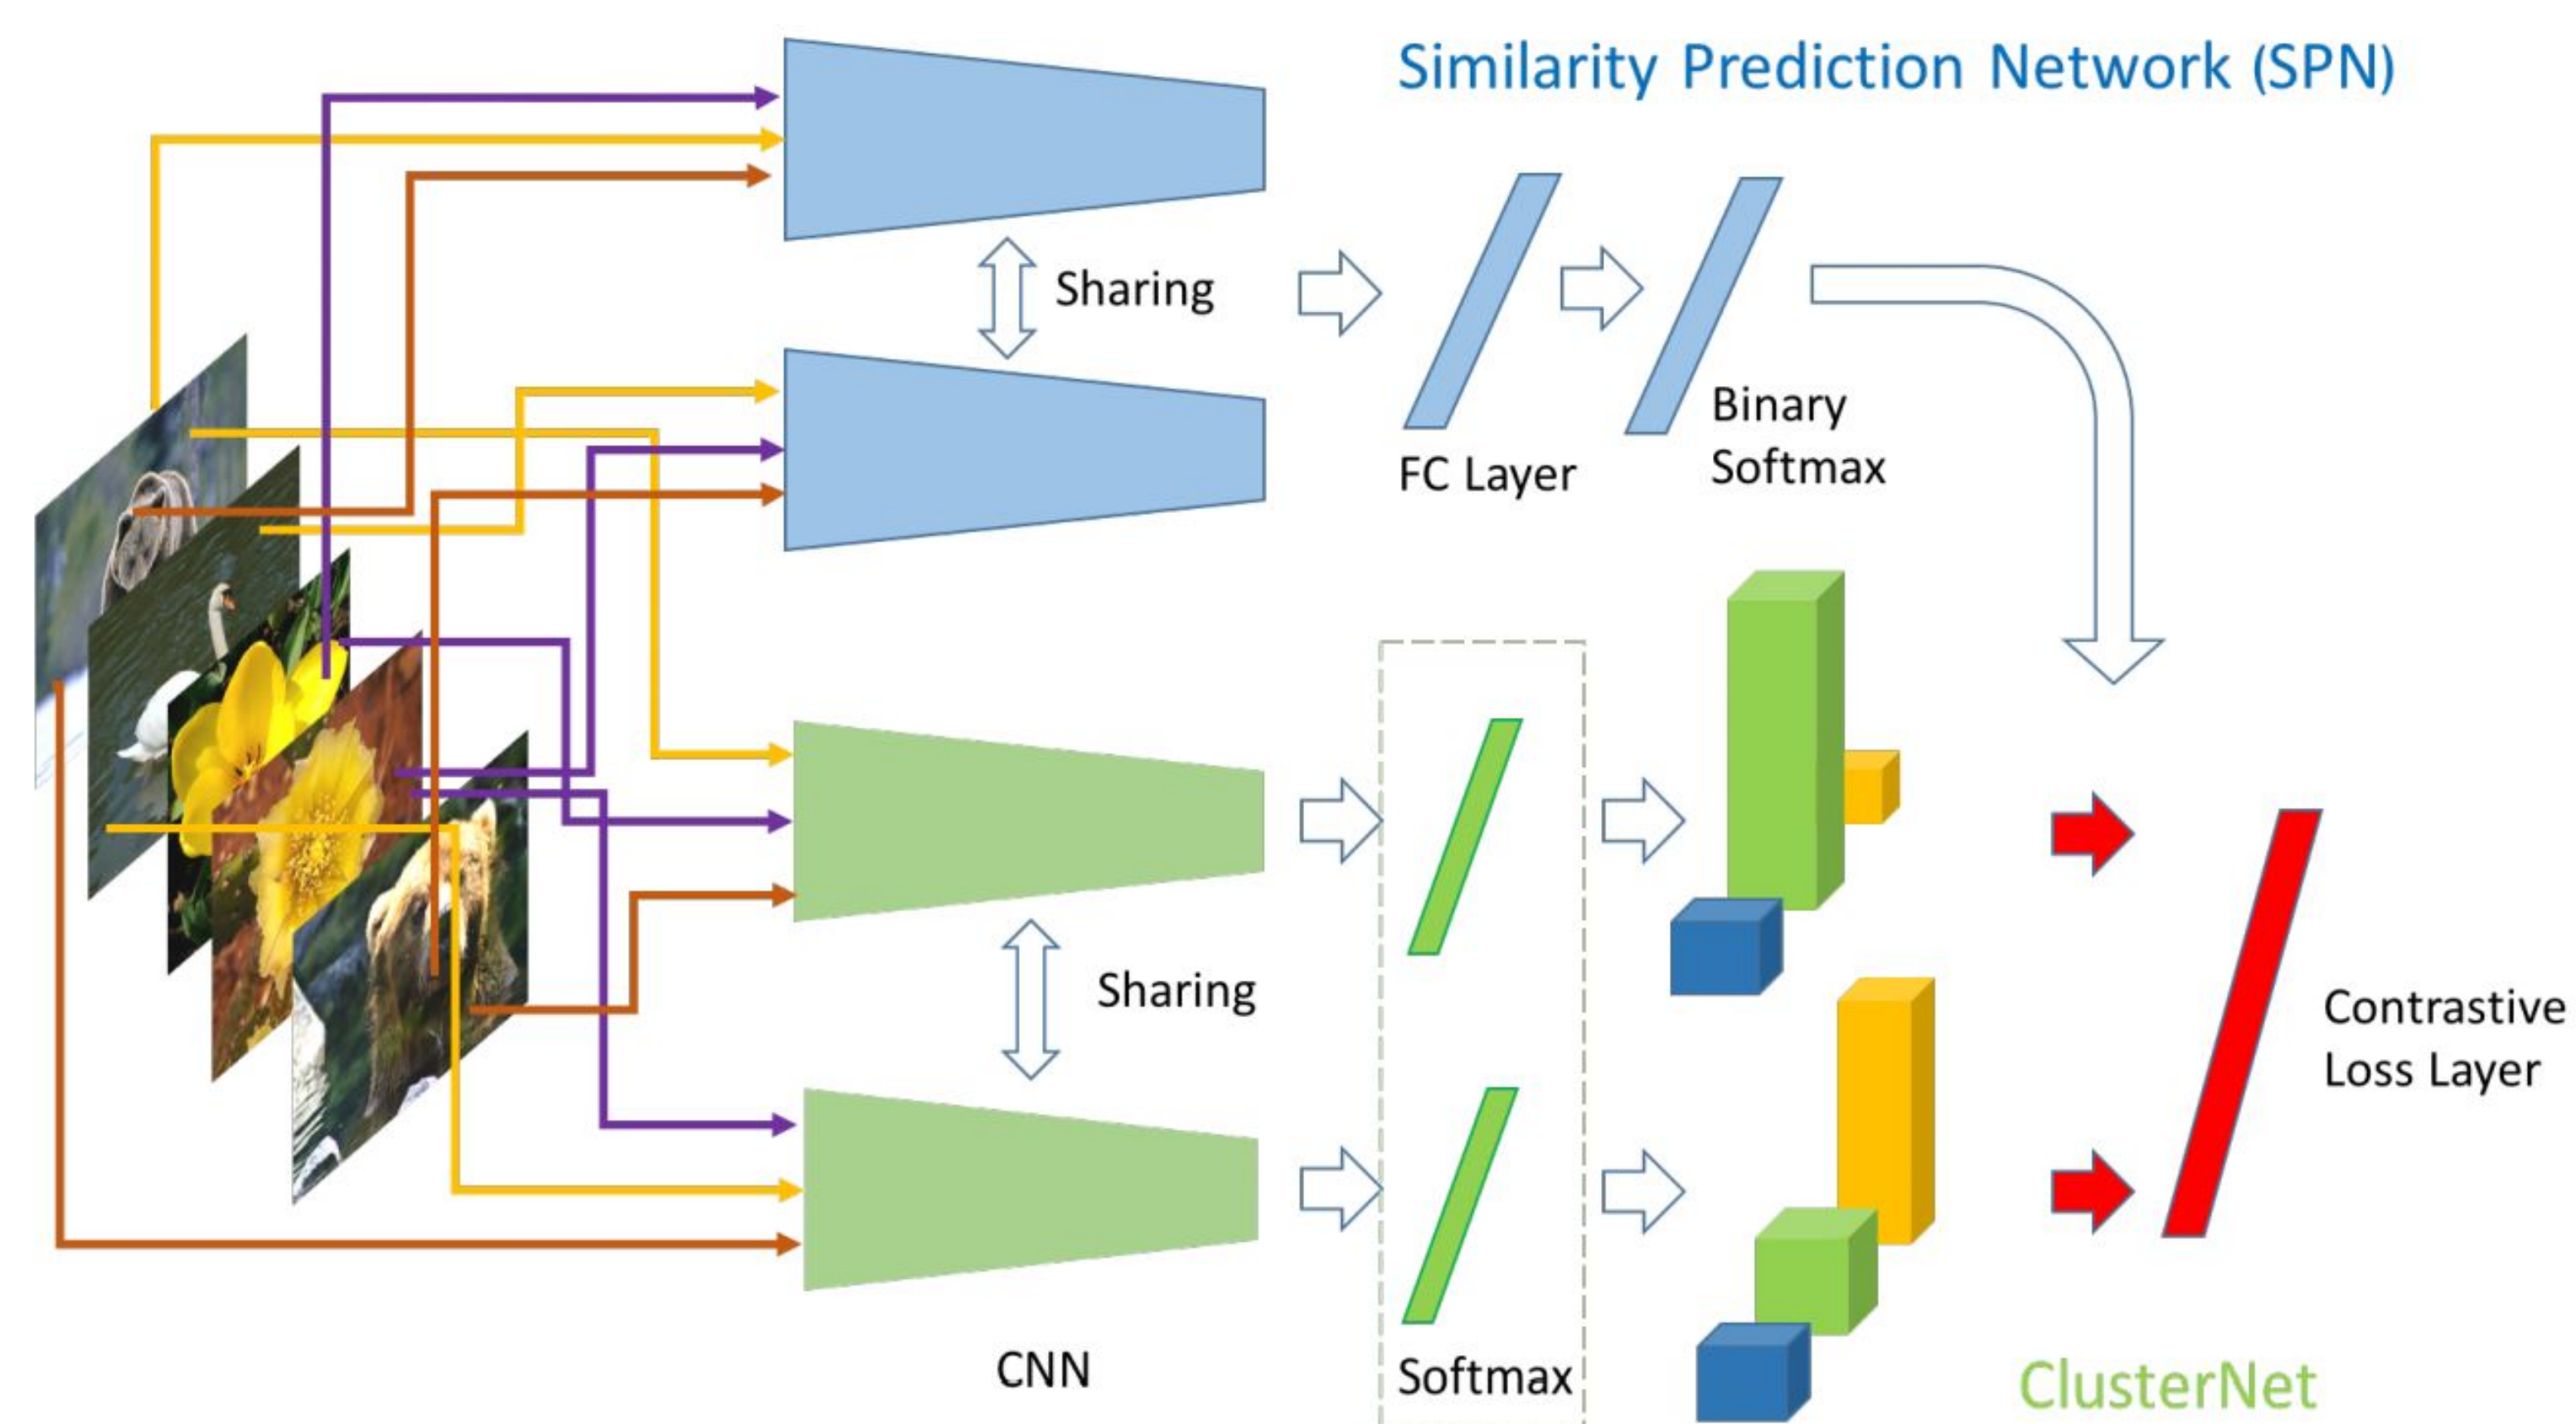 Similarity Prediction Network (SPN)
Sharing
FC Layer
Binary
Softmax
Sharing
Contrastive
Loss Layer
CNN
Softmax
ClusterNet